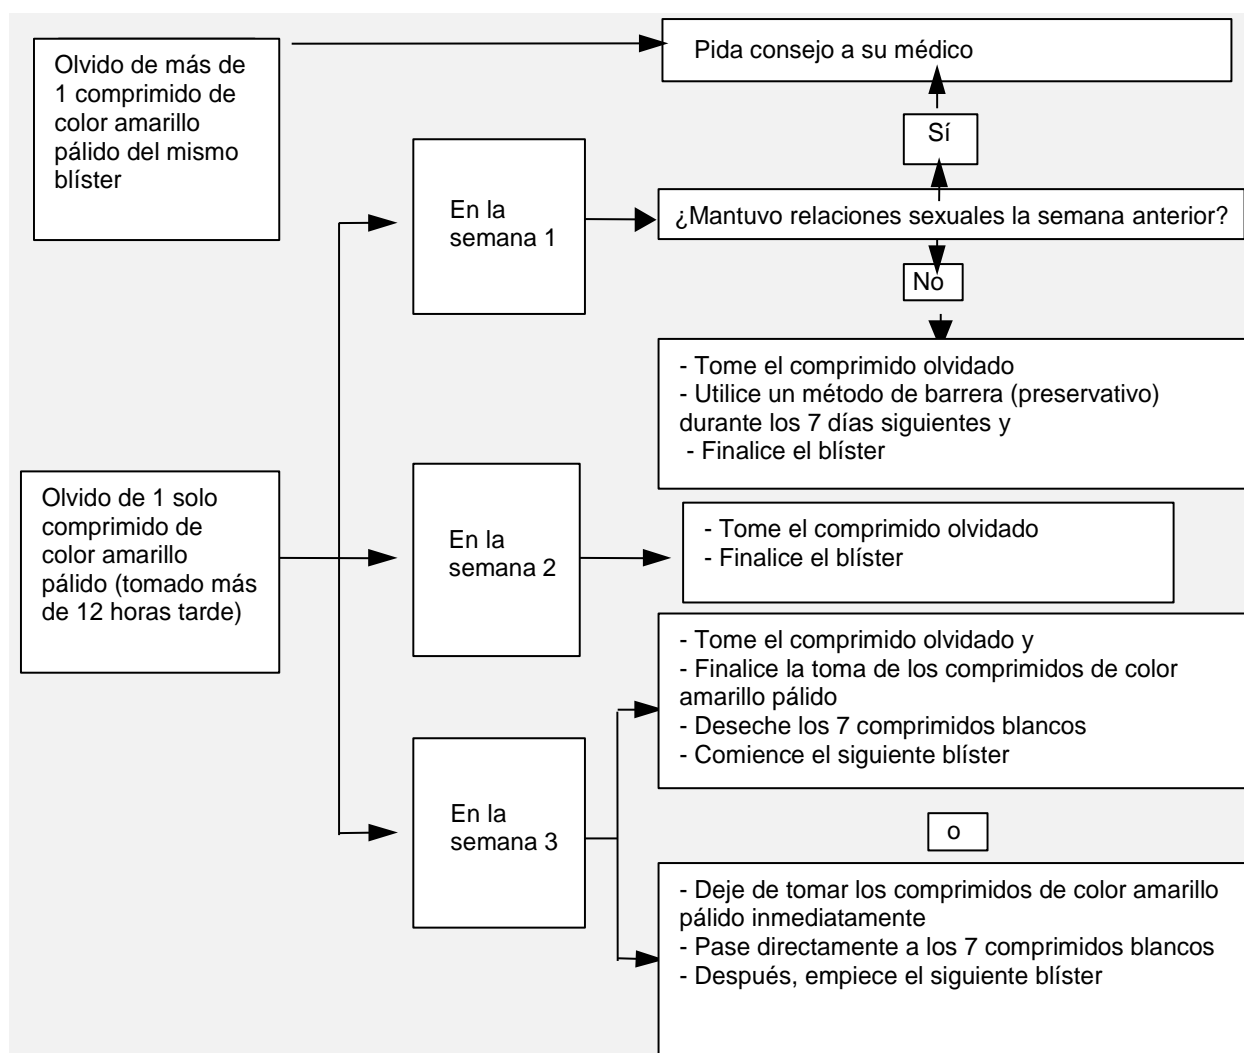 Olvido de más de
1 comprimido de
color amarillo
pálido del mismo
blíster
Pida consejo a su médico
Sí
En la
semana 1
¿Mantuvo relaciones sexuales la semana anterior?
No
- Tome el comprimido olvidado
- Utilice un método de barrera (preservativo)
durante los 7 días siguientes y
- Finalice el blíster
Olvido de 1 solo
comprimido de
color amarillo
pálido (tomado más
de 12 horas tarde)
En la
semana 2
- Tome el comprimido olvidado
- Finalice el blíster
En la
semana 3
- Tome el comprimido olvidado y
- Finalice la toma de los comprimidos de color
amarillo pálido
- Deseche los 7 comprimidos blancos
- Comience el siguiente blíster
o
- Deje de tomar los comprimidos de color amarillo
pálido inmediatamente
- Pase directamente a los 7 comprimidos blancos
- Después, empiece el siguiente blíster